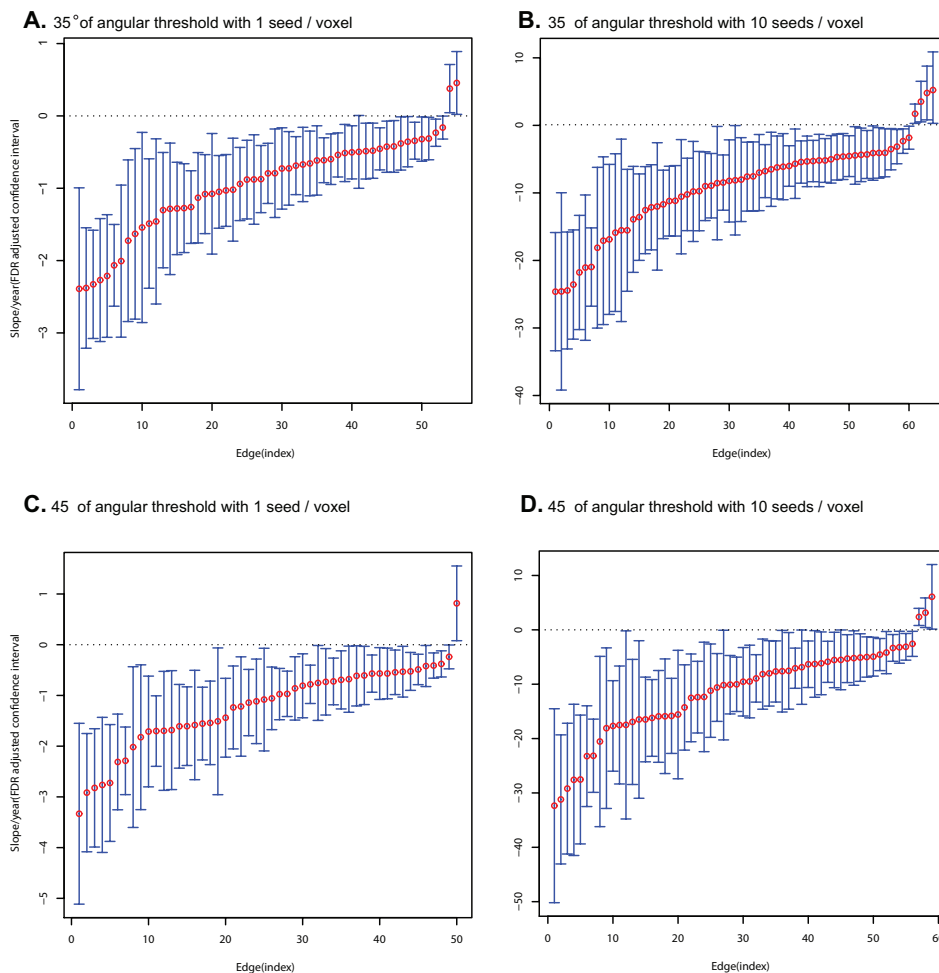 A. 35° of angular threshold with 1 seed / voxel
Slope/year(FDR adjusted confidence interval
1
0
−1
−2
−3
0 10 20 30 40 50
Edge(index)
B. 35 of angular threshold with 10 seeds / voxel
10
0
−10
−20
−30
−40
0 10 20 30 40 50 60
Edge(index)
C. 45 of angular threshold with 1 seed / voxel
Slope/year(FDR adjusted confidence interval
1
0
−1
−2
−3
−4
−5
0 10 20 30 40 50
Edge(index)
D. 45 of angular threshold with 10 seeds / voxel
10
0
−10
−20
−30
−40
−50
0 10 20 30 40 50 60
Edge(index)